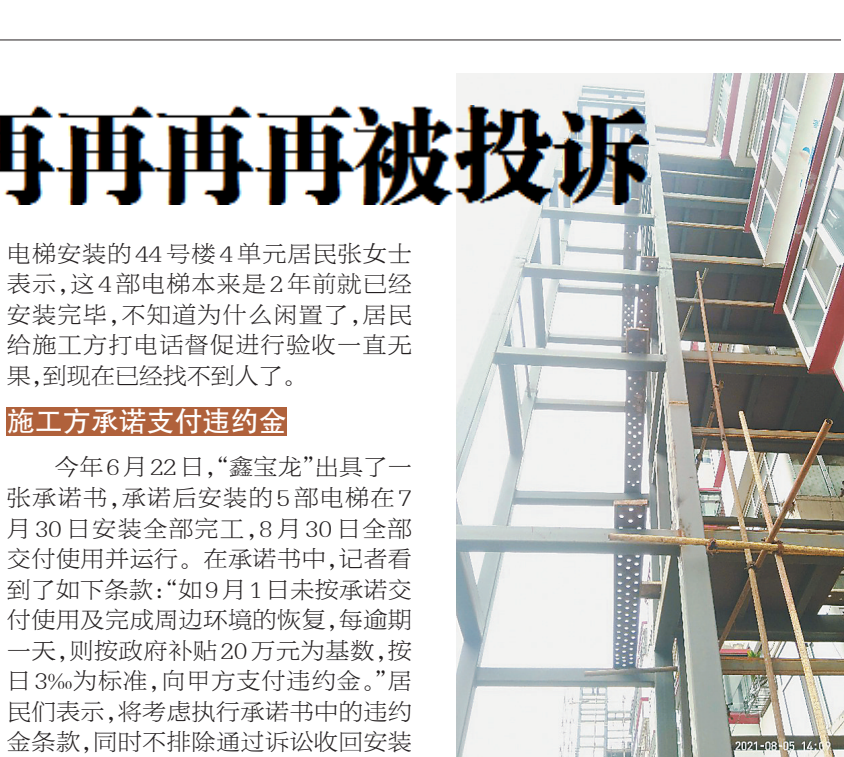 再再再再被投诉
电梯安装的44号楼4单元居民张女士
表示,这4部电梯本来是2年前就已经
安装完毕,不知道为什么闲置了,居民
给施工方打电话督促进行验收一直无
果,到现在已经找不到人了。
施工方承诺支付违约金
今年6月22日,“鑫宝龙”出具了一
张承诺书,承诺后安装的5部电梯在7
月30日安装全部完工,8月30日全部
交付使用并运行。在承诺书中,记者看
到了如下条款:“如9月1日未按承诺交
付使用及完成周边环境的恢复,每逾期
一天,则按政府补贴20万元为基数,按
日3‰为标准,向甲方支付违约金。”居
民们表示,将考虑执行承诺书中的违约
金条款,同时不排除通过诉讼收回安装
2021-08-05 14:0